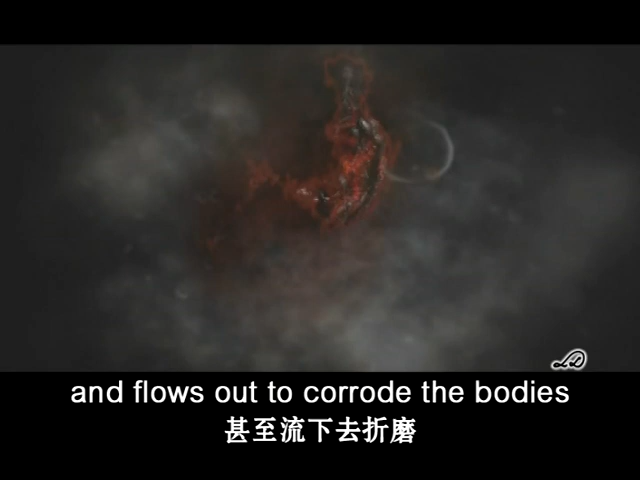 and flows out to corrode the bodies
甚至流下去折磨